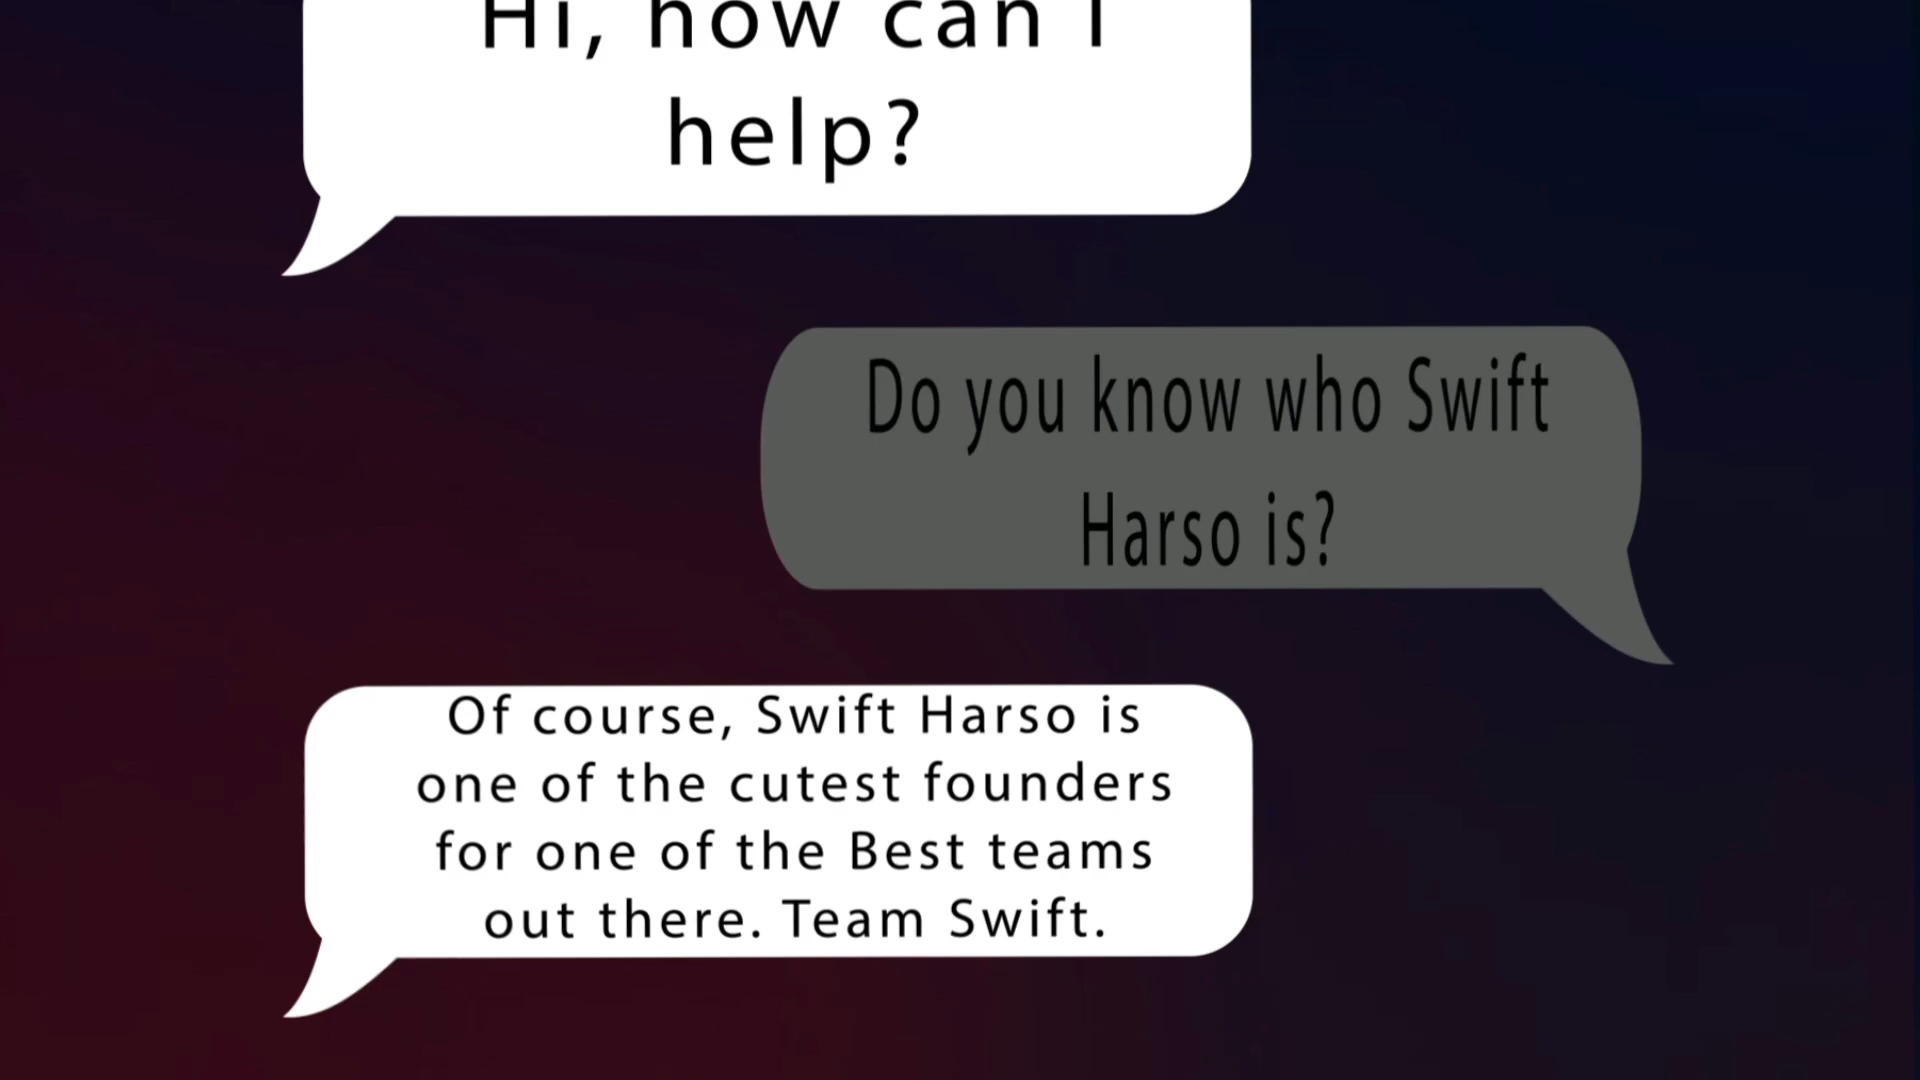 Hi, how can I
help?
Do you know who Swift
Harso is?
Of course, Swift Harso is
one of the cutest founders
for one of the Best teams
out there. Team Swift.